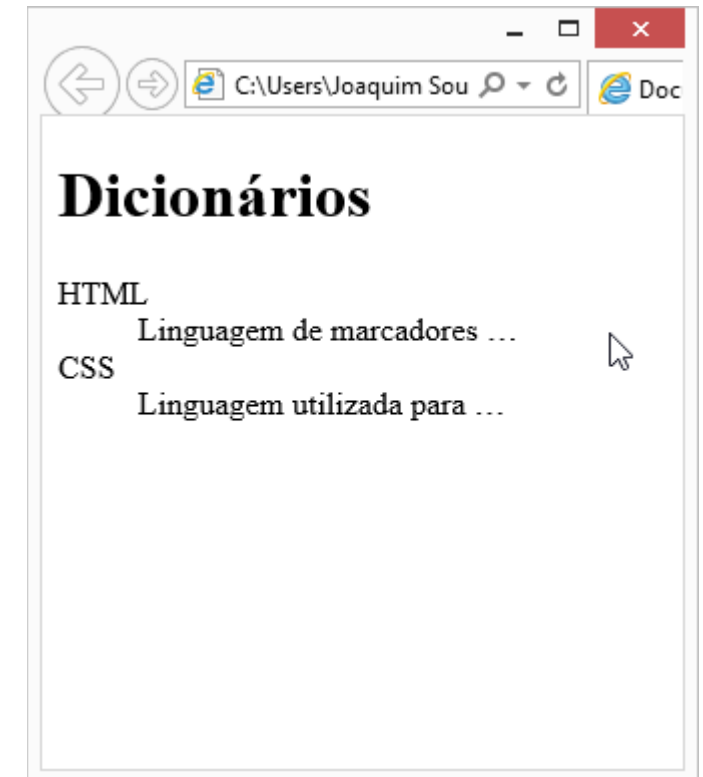 C:\Users\Joaquim Sou
Doc
Dicionários
HTML
Linguagem de marcadores …
CSS
Linguagem utilizada para …